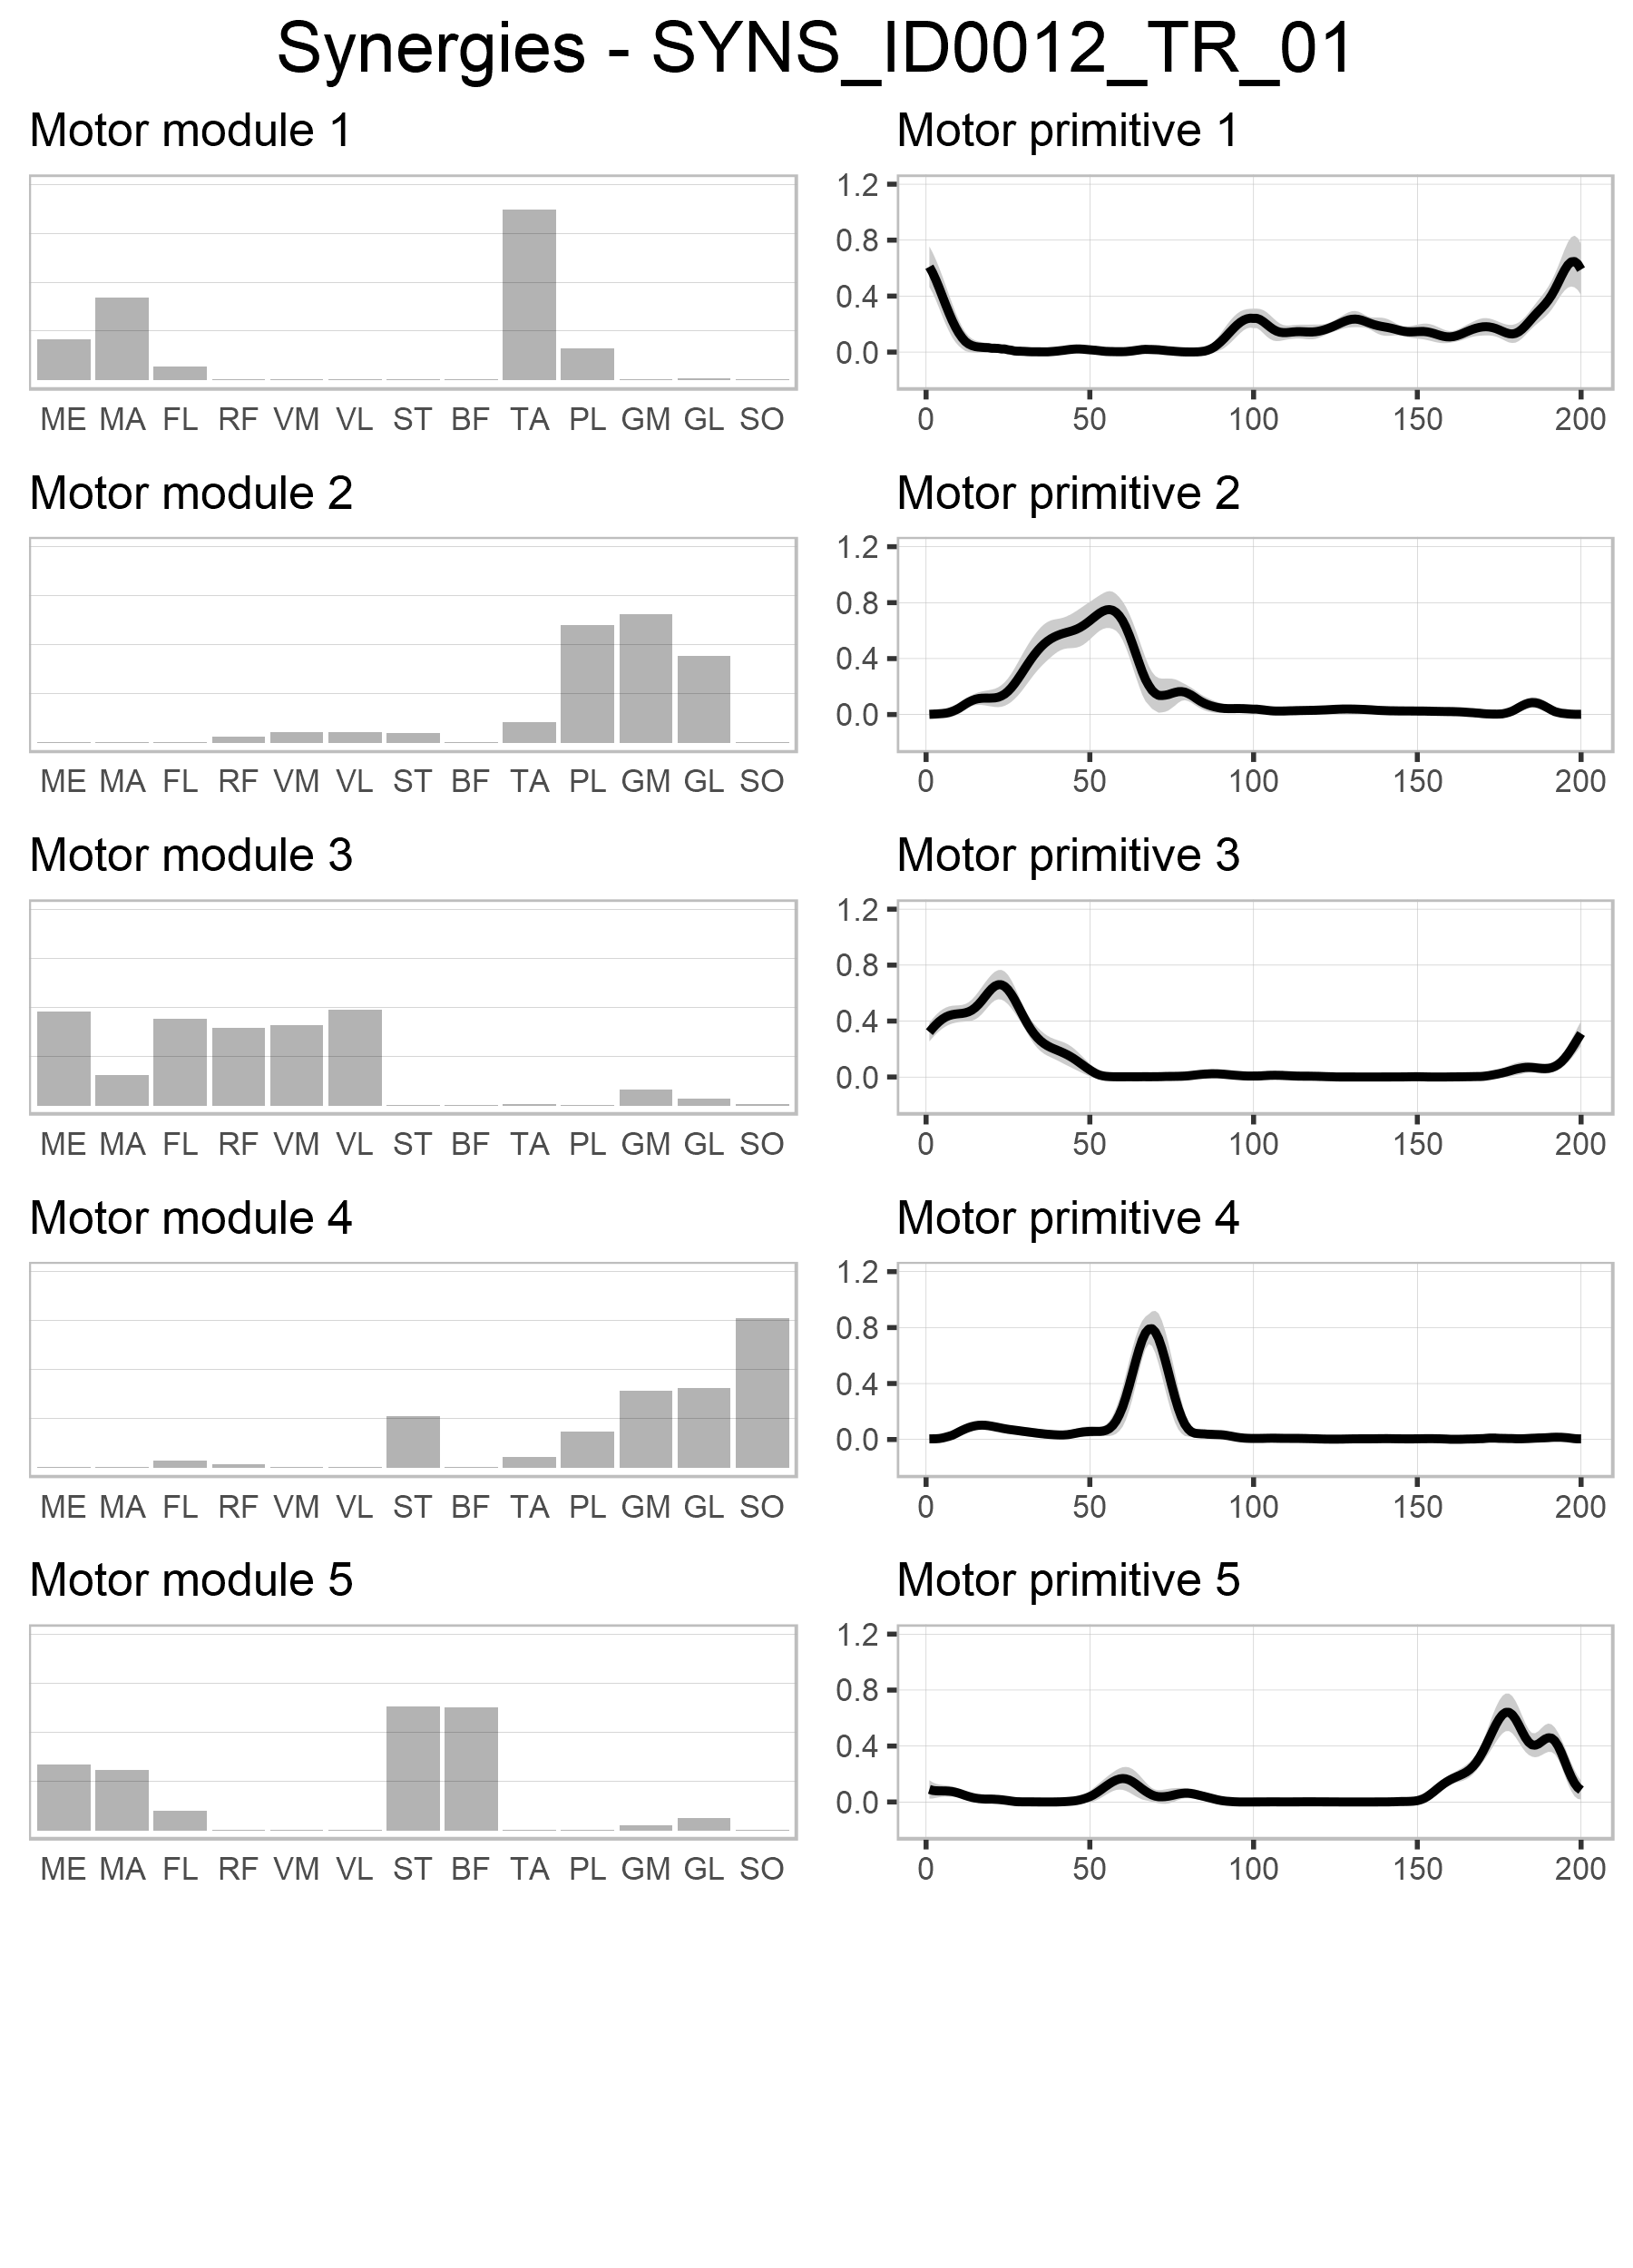 Synergies - SYNS_ID0012_TR_01
Motor module 1
Motor primitive 1
1.2
0.8
0.4
0.0
ME MA FL RF VM VL ST BF TA PL GM GL SO
0 50 100 150 200
Motor module 2
Motor primitive 2
1.2
0.8
0.4
0.0
ME MA FL RF VM VL ST BF TA PL GM GL SO
0 50 100 150 200
Motor module 3
Motor primitive 3
1.2
0.8
0.4
0.0
ME MA FL RF VM VL ST BF TA PL GM GL SO
0 50 100 150 200
Motor module 4
Motor primitive 4
1.2
0.8
0.4
0.0
ME MA FL RF VM VL ST BF TA PL GM GL SO
0 50 100 150 200
Motor module 5
Motor primitive 5
1.2
0.8
0.4
0.0
ME MA FL RF VM VL ST BF TA PL GM GL SO
0 50 100 150 200